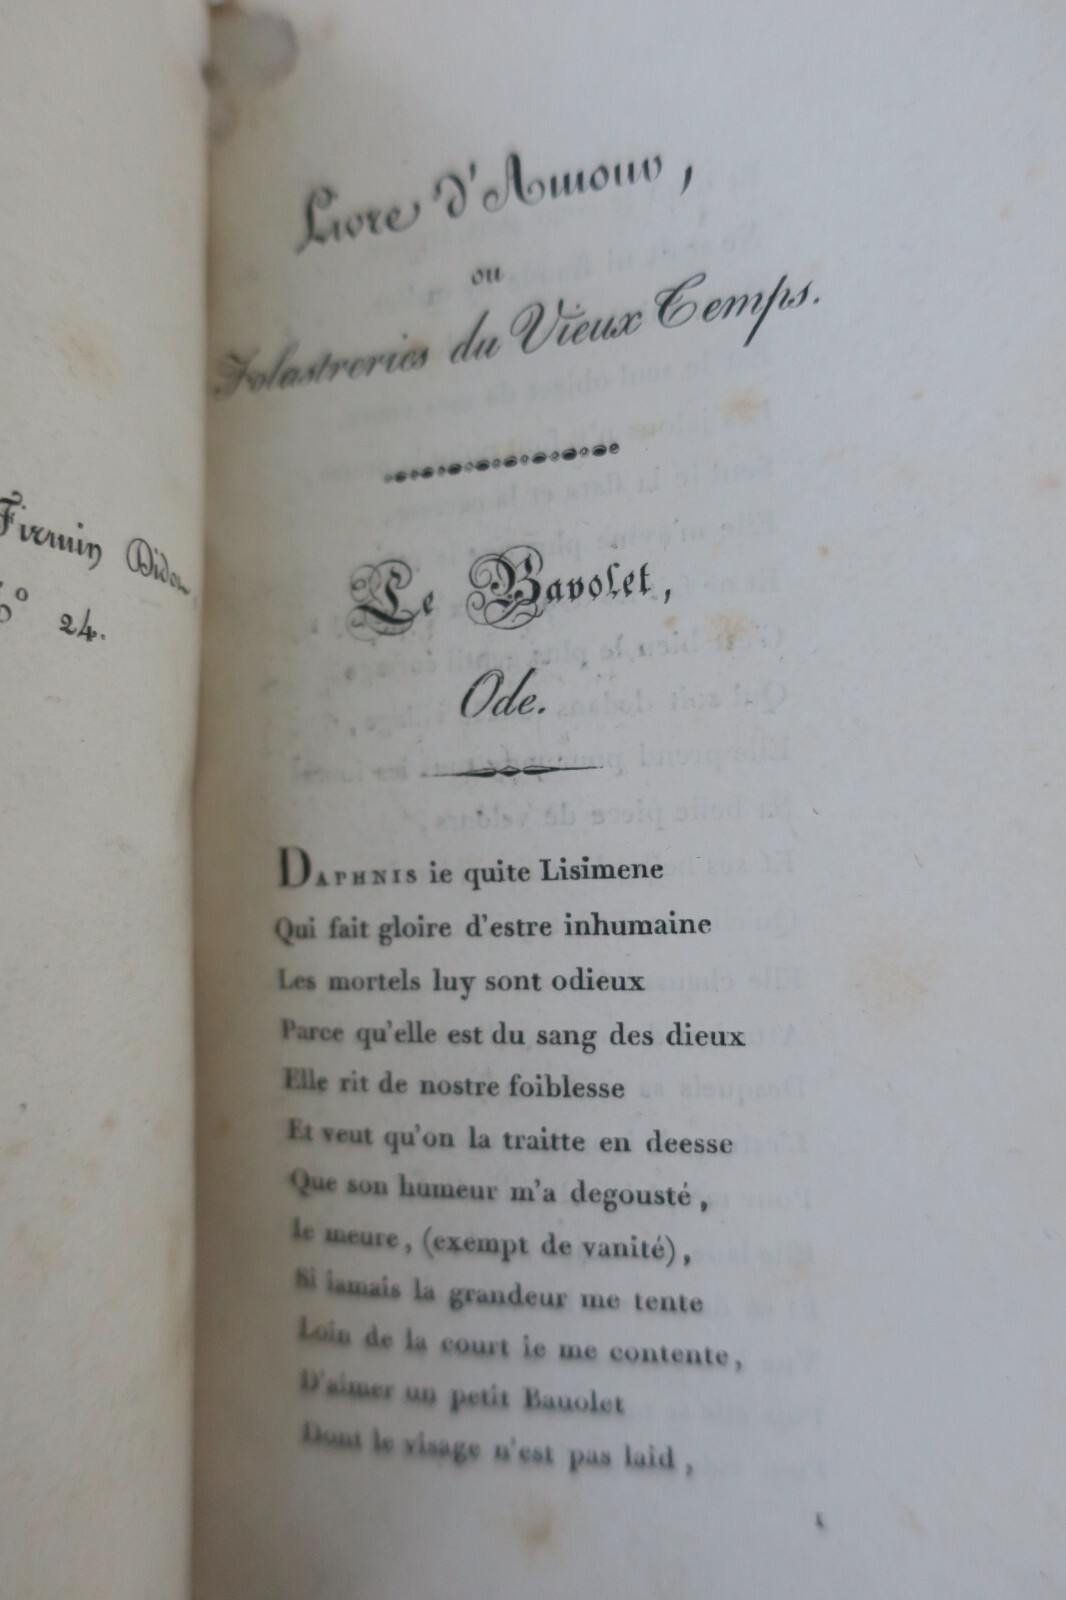 Firmin Didot,
24.
Livre d'Amour,
ou
Folastreries du Vieux Temps.
Le Bavolet,
Ode.
DAPHNIS ie quite Lisimene
Qui fait gloire d'estre inhumaine
Les mortels luy sont odieux
Parce qu'elle est du sang des dieux
Elle rit de nostre foiblesse
Et veut qu'on la traitte en deesse
Que son humeur m'a degousté,
Ie meure, (exempt de vanité),
Si iamais la grandeur me tente
Loin de la court ie me contente,
D'aimer un petit Bauolet
Dont le visage n'est pas laid,
1